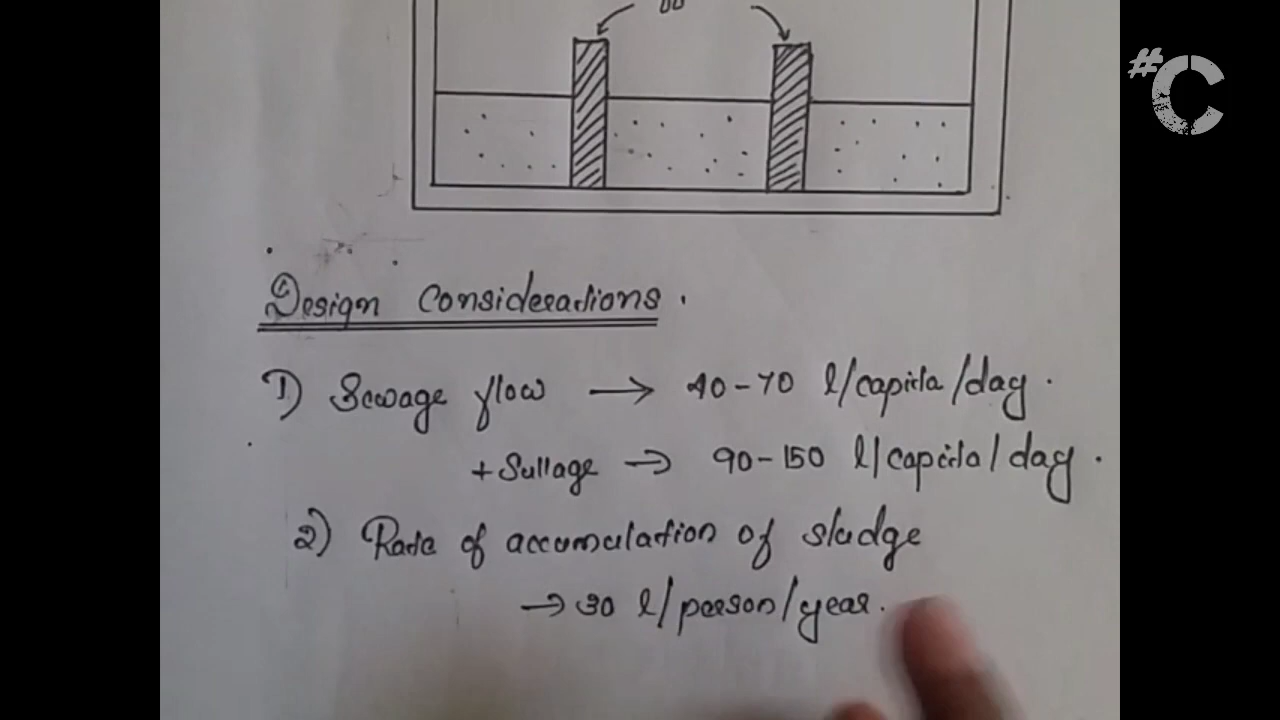 #C
Design Considerations.
1) Sewage flow → 40-70 l/capita/day.
+ Sullage → 90-150 l/capita/day.
2) Rate of accumulation of sludge
→ 30 l/person/year.